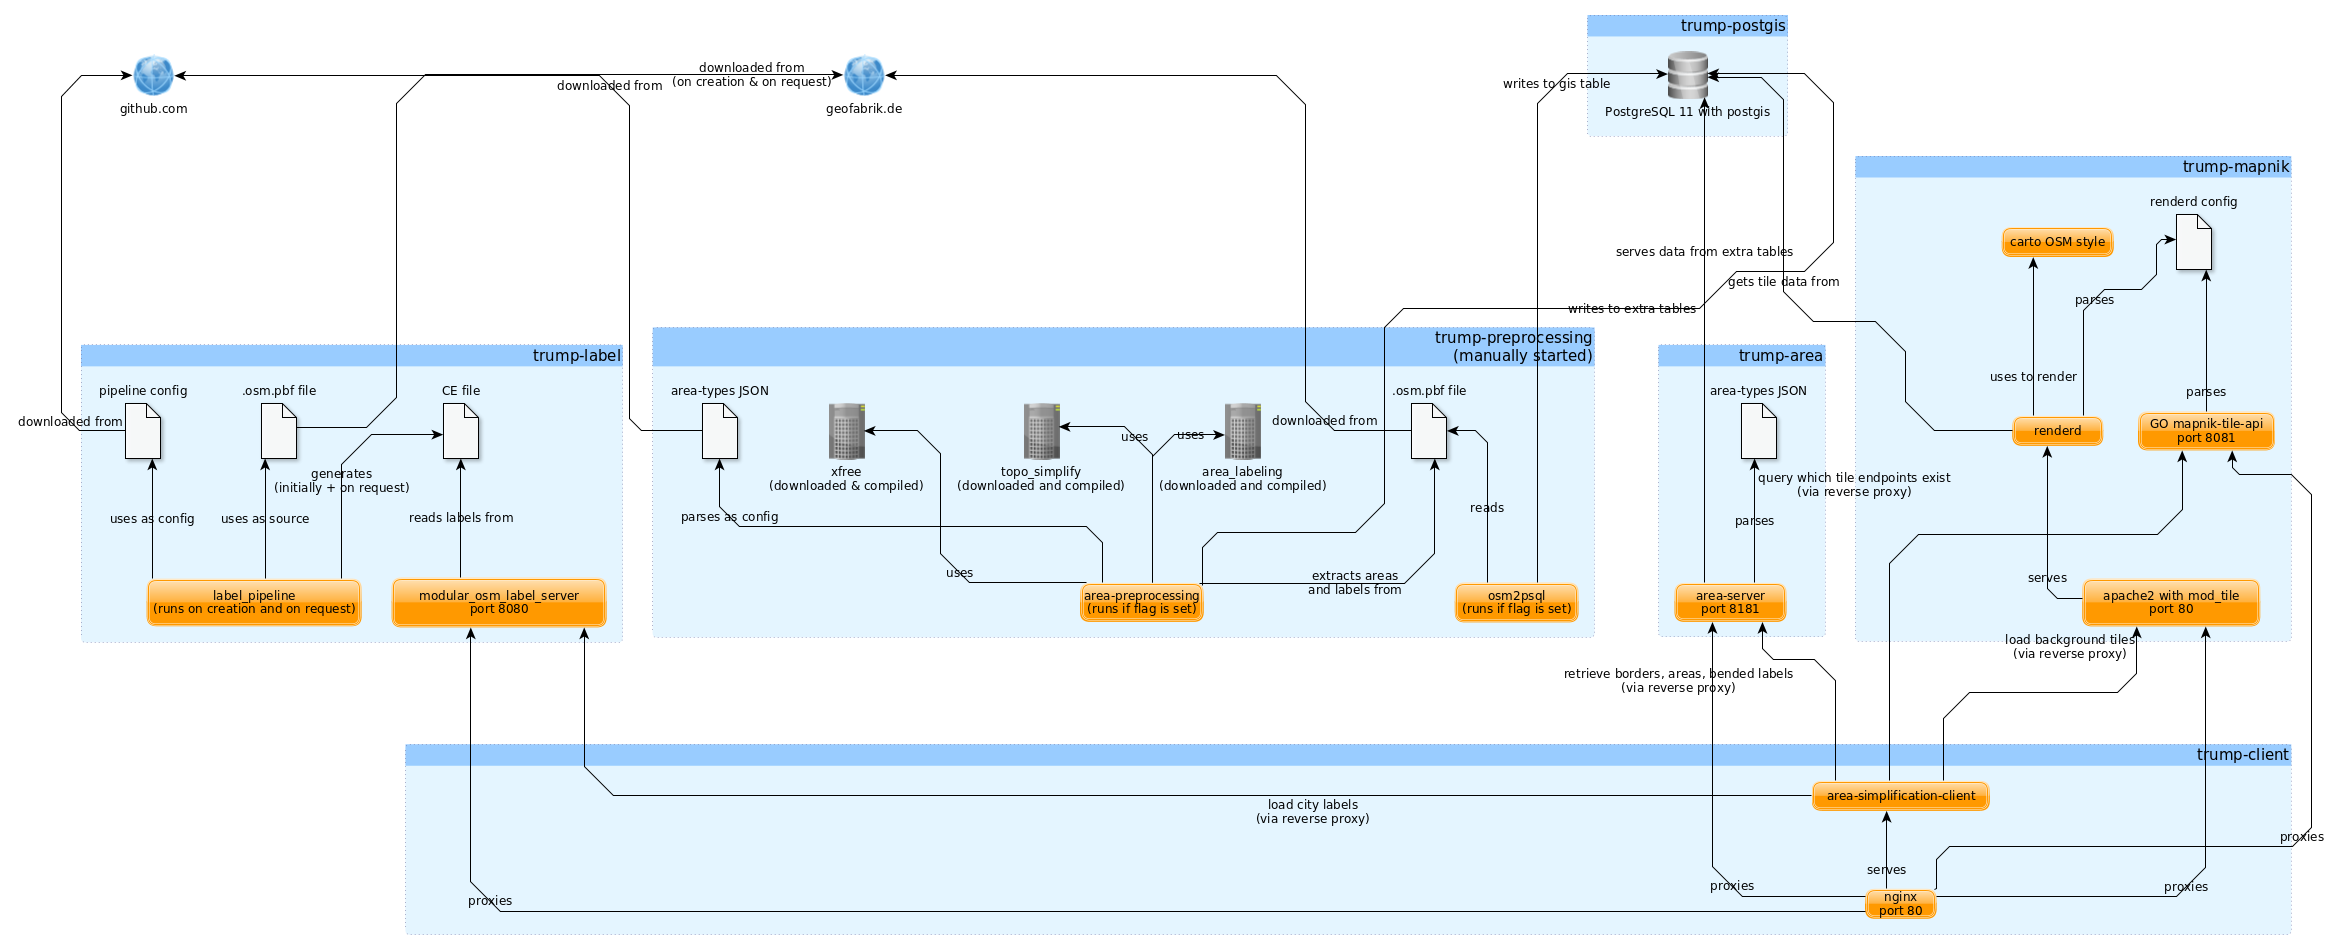 trump-postgis
downloaded from
(on creation & on request)
downloaded from
writes to gis table
github.com
geofabrik.de
PostgreSQL 11 with postgis
trump-mapnik
renderd config
carto OSM style
serves data from extra tables
gets tile data from
parses
writes to extra tables
trump-label
trump-preprocessing
(manually started)
trump-area
uses to render
pipeline config
.osm.pbf file
CE file
area-types JSON
.osm.pbf file
area-types JSON
parses
downloaded from
downloaded from
renderd
GO mapnik-tile-api
port 8081
uses
uses
generates
(initially + on request)
xfree
(downloaded & compiled)
topo_simplify
(downloaded and compiled)
area_labeling
(downloaded and compiled)
query which tile endpoints exist
(via reverse proxy)
uses as config
uses as source
reads labels from
parses as config
reads
parses
uses
extracts areas
and labels from
serves
label_pipeline
(runs on creation and on request)
modular_osm_label_server
port 8080
area-preprocessing
(runs if flag is set)
osm2psql
(runs if flag is set)
area-server
port 8181
apache2 with mod_tile
port 80
load background tiles
(via reverse proxy)
retrieve borders, areas, bended labels
(via reverse proxy)
trump-client
area-simplification-client
load city labels
(via reverse proxy)
proxies
serves
proxies
proxies
proxies
nginx
port 80